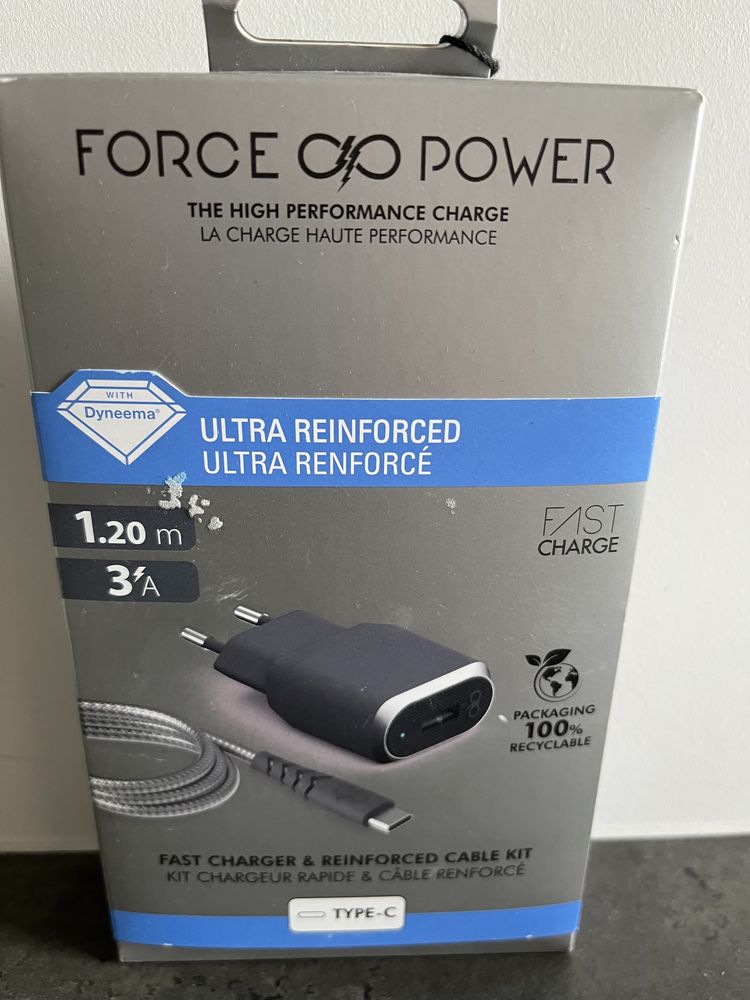 FORCE POWER
THE HIGH PERFORMANCE CHARGE
LA CHARGE HAUTE PERFORMANCE
WITH
Dyneema®
ULTRA REINFORCED
ULTRA RENFORCÉ
1.20 m
3A
FAST
CHARGE
PACKAGING
100%
RECYCLABLE
FAST CHARGER & REINFORCED CABLE KIT
KIT CHARGEUR RAPIDE & CÂBLE RENFORCÉ
TYPE-C